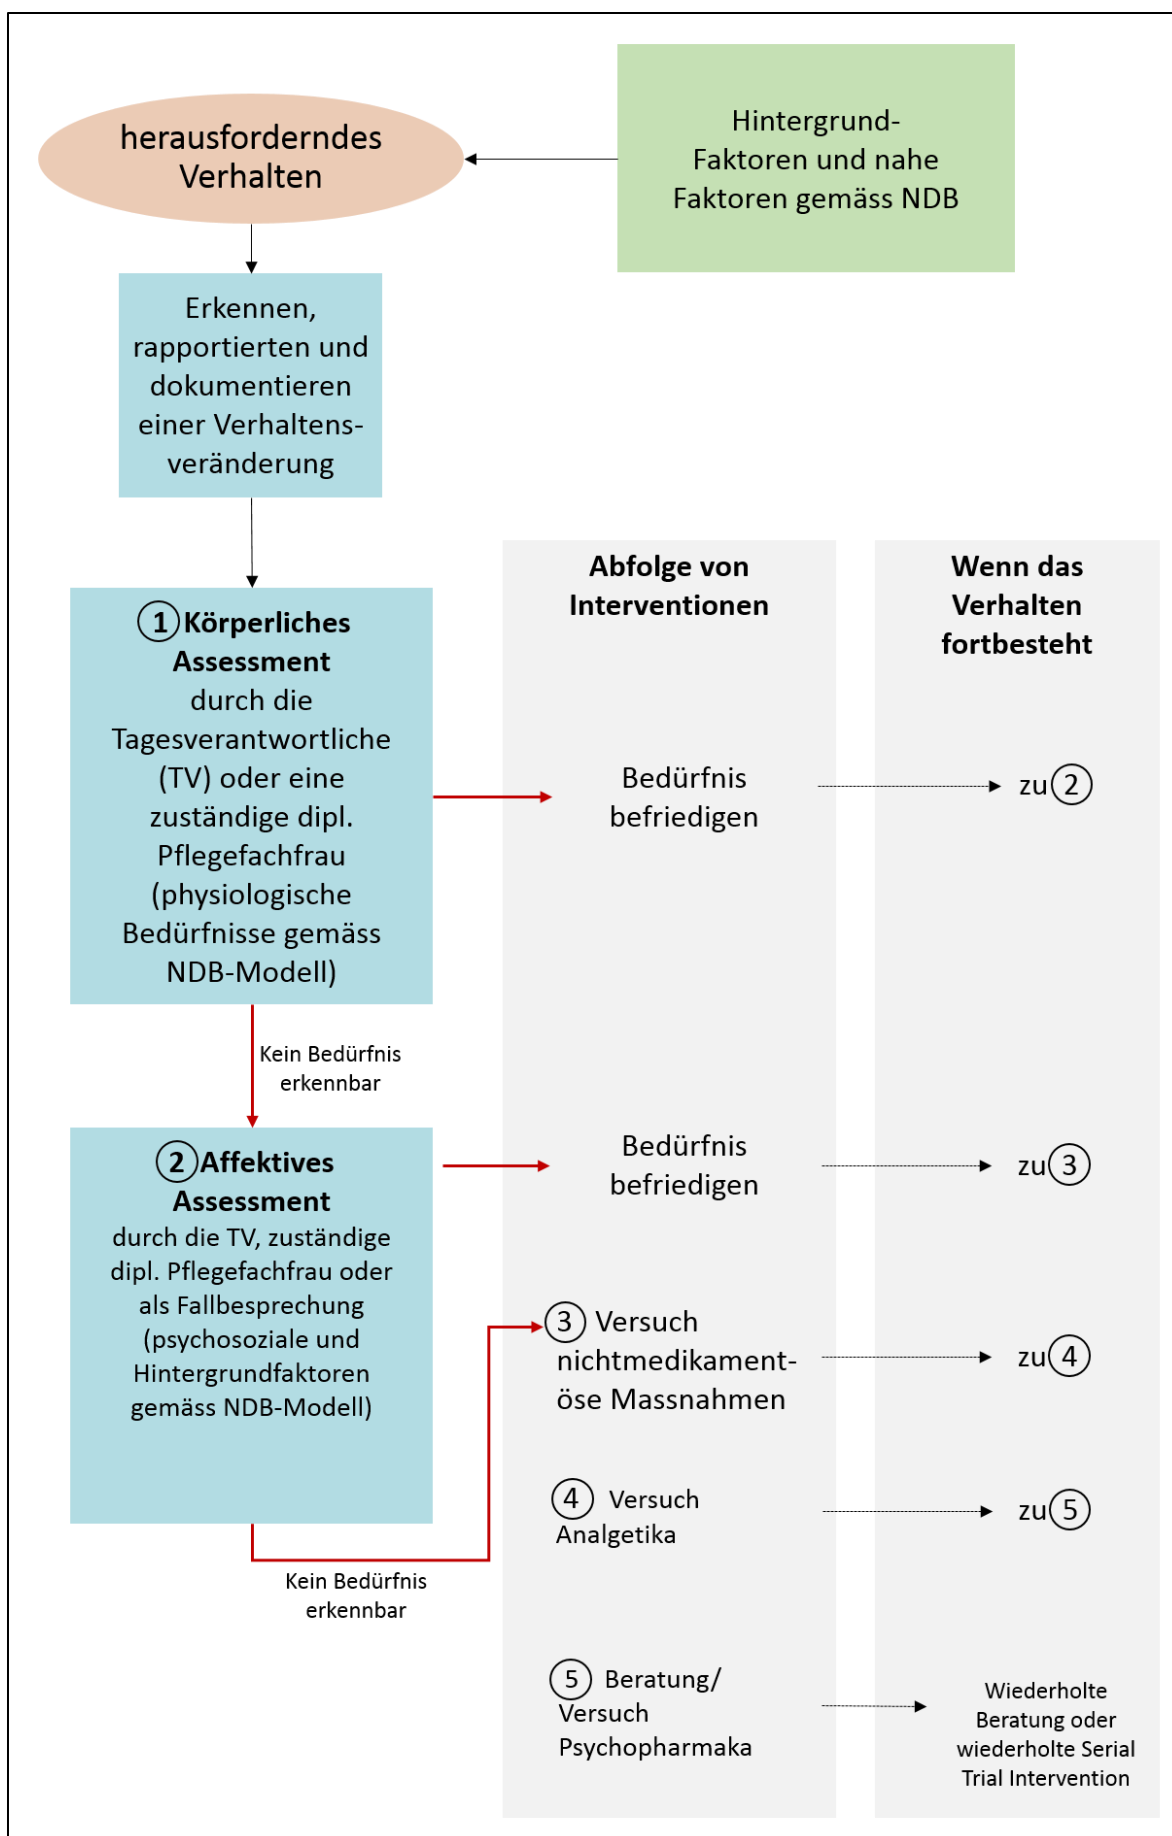 herausforderndes
Verhalten
Hintergrund-
Faktoren und nahe
Faktoren gemäss NDB
Erkennen,
rapportierten und
dokumentieren
einer Verhaltens-
veränderung
Abfolge von
Interventionen
Wenn das
Verhalten
fortbesteht
1 Körperliches
Assessment
durch die
Tagesverantwortliche
(TV) oder eine
zuständige dipl.
Pflegefachfrau
(physiologische
Bedürfnisse gemäss
NDB-Modell)
Bedürfnis
befriedigen
zu 2
Kein Bedürfnis
erkennbar
2 Affektives
Assessment
durch die TV, zuständige
dipl. Pflegefachfrau oder
als Fallbesprechung
(psychosoziale und
Hintergrundfaktoren
gemäss NDB-Modell)
Bedürfnis
befriedigen
zu 3
3 Versuch
nichtmedikament-
öse Massnahmen
zu 4
4 Versuch
Analgetika
zu 5
Kein Bedürfnis
erkennbar
5 Beratung/
Versuch
Psychopharmaka
Wiederholte
Beratung oder
wiederholte Serial
Trial Intervention